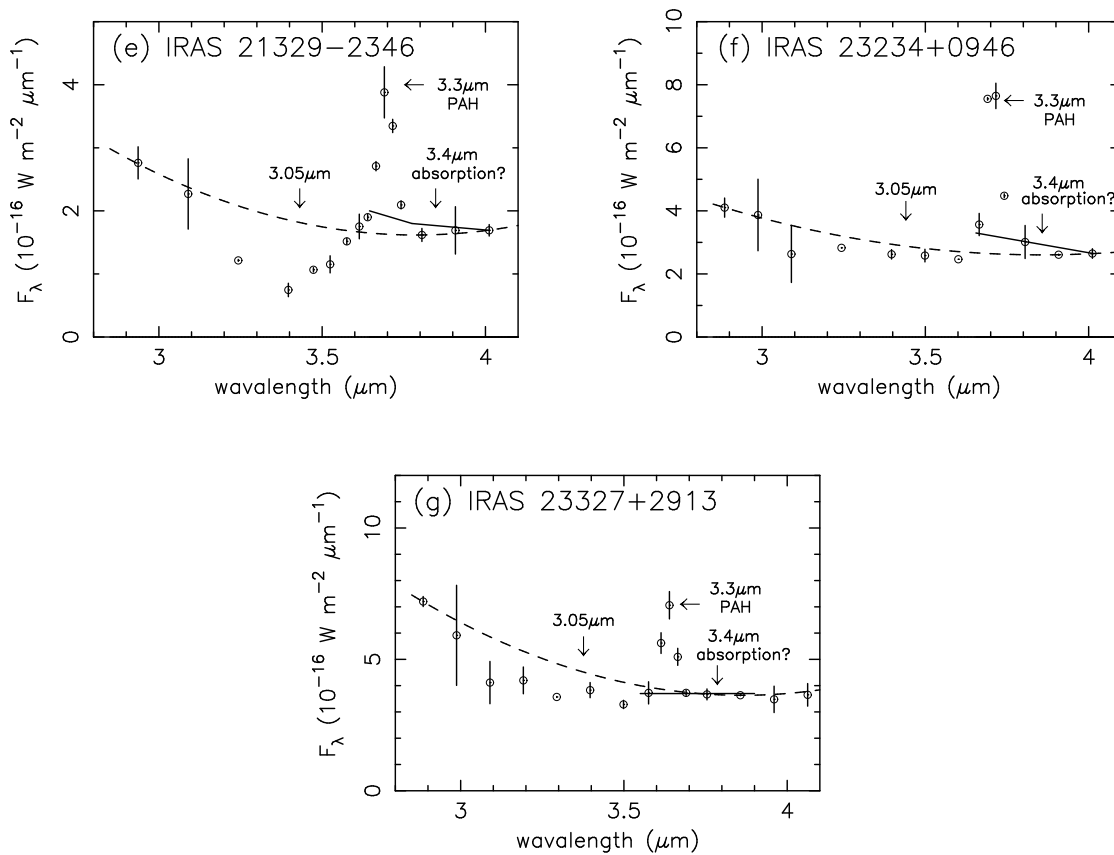 (e) IRAS 21329−2346
3.3μm
PAH
3.4μm
absorption?
3.05μm
F_λ (10⁻¹⁶ W m⁻² μm⁻¹)
0
2
4
3
3.5
4
wavalength (μm)
(f) IRAS 23234+0946
3.3μm
PAH
3.4μm
absorption?
3.05μm
F_λ (10⁻¹⁶ W m⁻² μm⁻¹)
0
2
4
6
8
10
3
3.5
4
wavalength (μm)
(g) IRAS 23327+2913
3.3μm
PAH
3.05μm
3.4μm
absorption?
F_λ (10⁻¹⁶ W m⁻² μm⁻¹)
0
5
10
3
3.5
4
wavalength (μm)